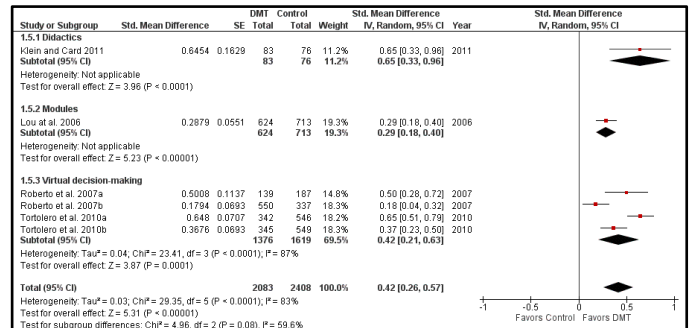 DMT Control Std. Mean Difference Std. Mean Difference
Study or Subgroup Std. Mean Difference SE Total Total Weight IV, Random, 95% CI Year IV, Random, 95% CI
1.5.1 Didactics
Klein and Card 2011 0.6454 0.1629 83 76 11.2% 0.65 [0.33, 0.96] 2011
Subtotal (95% CI) 83 76 11.2% 0.65 [0.33, 0.96]
Heterogeneity: Not applicable
Test for overall effect: Z = 3.96 (P < 0.0001)
1.5.2 Modules
Lou at al. 2006 0.2879 0.0551 624 713 19.3% 0.29 [0.18, 0.40] 2006
Subtotal (95% CI) 624 713 19.3% 0.29 [0.18, 0.40]
Heterogeneity: Not applicable
Test for overall effect: Z = 5.23 (P < 0.00001)
1.5.3 Virtual decision-making
Roberto et al. 2007a 0.5008 0.1137 139 187 14.8% 0.50 [0.28, 0.72] 2007
Roberto et al. 2007b 0.1794 0.0693 550 337 18.3% 0.18 [0.04, 0.32] 2007
Tortolero et al. 2010a 0.648 0.0707 342 546 18.2% 0.65 [0.51, 0.79] 2010
Tortolero et al. 2010b 0.3676 0.0693 345 549 18.3% 0.37 [0.23, 0.50] 2010
Subtotal (95% CI) 1376 1619 69.5% 0.42 [0.21, 0.63]
Heterogeneity: Tau² = 0.04; Chi² = 23.41, df = 3 (P < 0.0001); I² = 87%
Test for overall effect: Z = 3.87 (P = 0.0001)
Total (95% CI) 2083 2408 100.0% 0.42 [0.26, 0.57]
Heterogeneity: Tau² = 0.03; Chi² = 29.35, df = 5 (P < 0.0001); I² = 83%
Test for overall effect: Z = 5.31 (P < 0.00001)
Test for subgroup differences: Chi² = 4.96, df = 2 (P = 0.08), I² = 59.6%
-1 -0.5 0 0.5 1
Favors Control Favors DMT